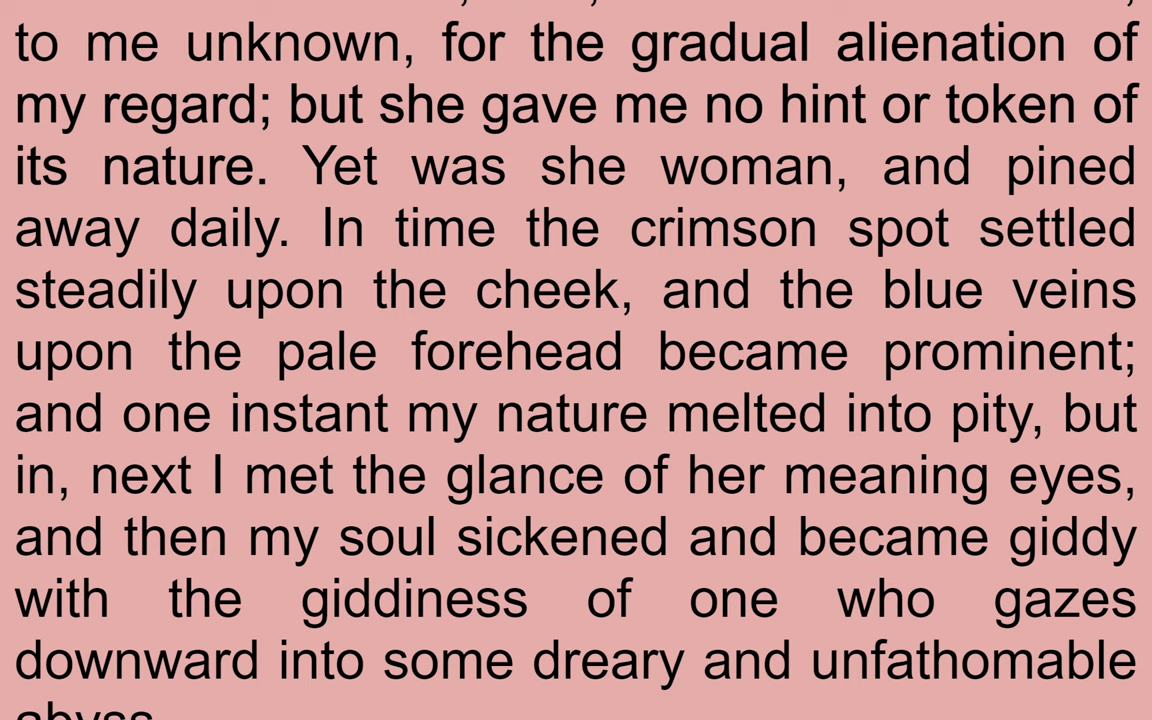 to me unknown, for the gradual alienation of
my regard; but she gave me no hint or token of
its nature. Yet was she woman, and pined
away daily. In time the crimson spot settled
steadily upon the cheek, and the blue veins
upon the pale forehead became prominent;
and one instant my nature melted into pity, but
in, next I met the glance of her meaning eyes,
and then my soul sickened and became giddy
with the giddiness of one who gazes
downward into some dreary and unfathomable
abyss.